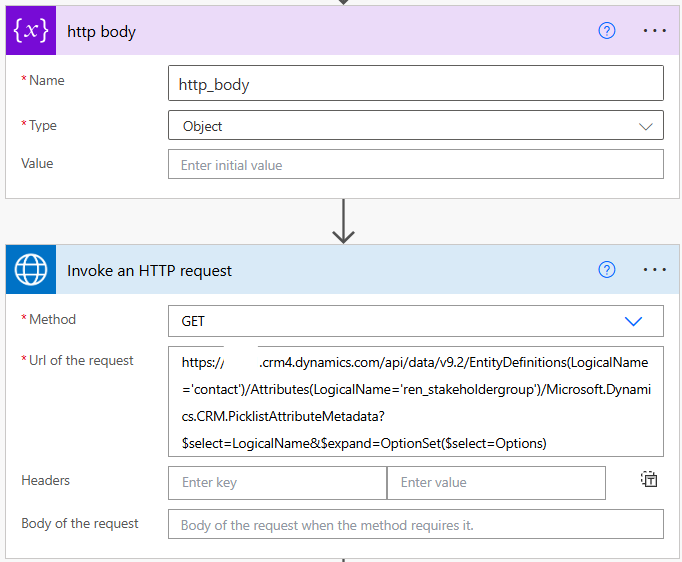 {x} http body
* Name http_body
* Type Object
Value Enter initial value
Invoke an HTTP request
* Method GET
* Url of the request https:// .crm4.dynamics.com/api/data/v9.2/EntityDefinitions(LogicalName
='contact')/Attributes(LogicalName='ren_stakeholdergroup')/Microsoft.Dynami
cs.CRM.PicklistAttributeMetadata?
$select=LogicalName&$expand=OptionSet($select=Options)
Headers Enter key Enter value
Body of the request Body of the request when the method requires it.